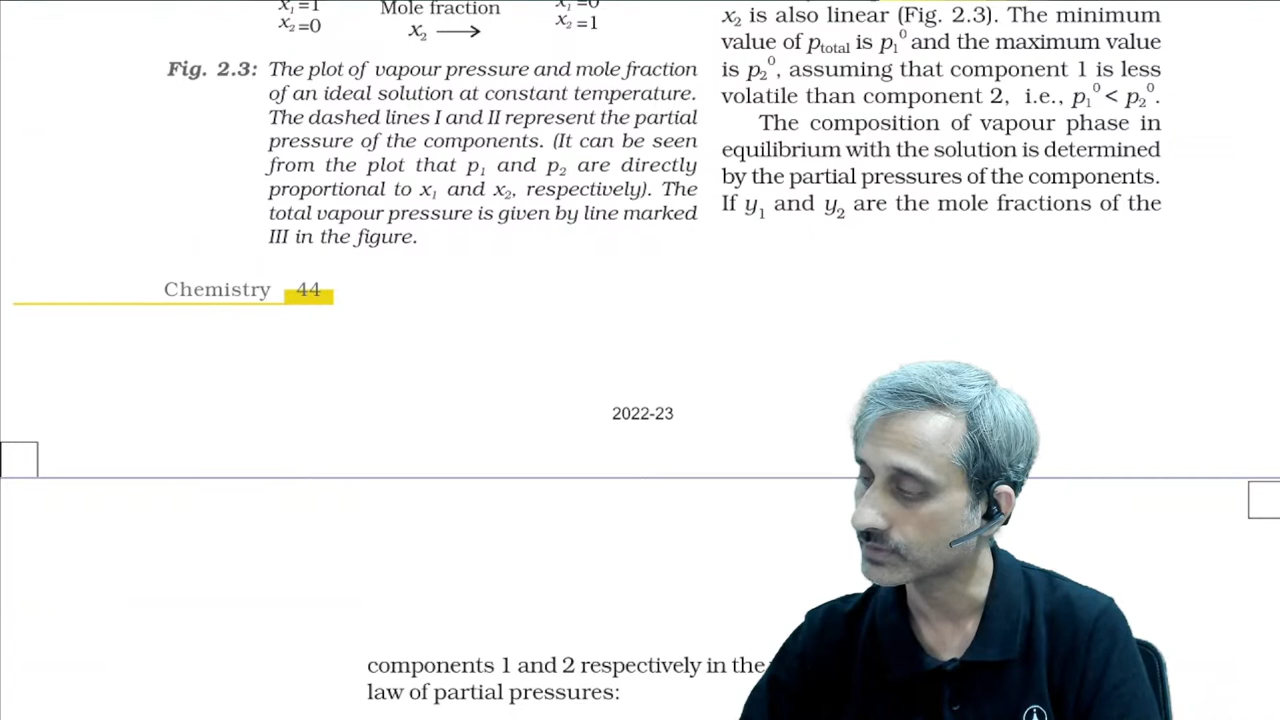 x1=1
Mole fraction
x1=0
x2=0
x2 ⟶
x2=1
Fig. 2.3: The plot of vapour pressure and mole fraction
of an ideal solution at constant temperature.
The dashed lines I and II represent the partial
pressure of the components. (It can be seen
from the plot that p1 and p2 are directly
proportional to x1 and x2, respectively). The
total vapour pressure is given by line marked
III in the figure.
Chemistry 44
x2 is also linear (Fig. 2.3). The minimum
value of ptotal is p1⁰ and the maximum value
is p2⁰, assuming that component 1 is less
volatile than component 2, i.e., p1⁰ < p2⁰.
The composition of vapour phase in
equilibrium with the solution is determined
by the partial pressures of the components.
If y1 and y2 are the mole fractions of the
2022-23
components 1 and 2 respectively in the
law of partial pressures: